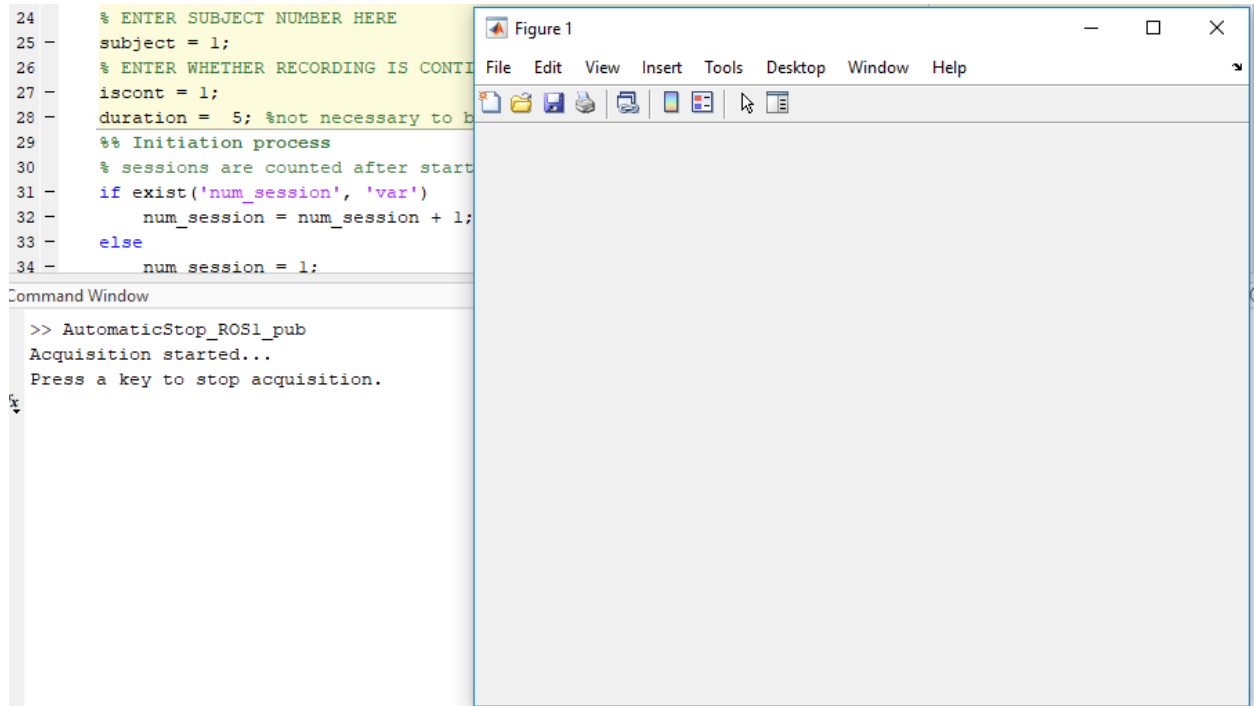 24 % ENTER SUBJECT NUMBER HERE
25 - subject = 1;
26 % ENTER WHETHER RECORDING IS CONTI
27 - iscont = 1;
28 - duration =  5; %not necessary to b
29 %% Initiation process
30 % sessions are counted after start
31 - if exist('num_session', 'var')
32 - num_session = num_session + 1;
33 - else
34 - num_session = 1;
Command Window
>> AutomaticStop_ROS1_pub
Acquisition started...
Press a key to stop acquisition.
fx
Figure 1
File Edit View Insert Tools Desktop Window Help